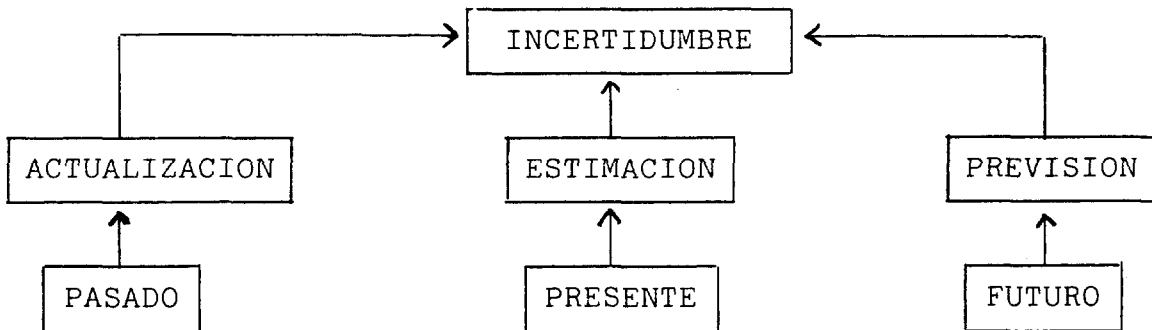 INCERTIDUMBRE
ACTUALIZACION
ESTIMACION
PREVISION
PASADO
PRESENTE
FUTURO